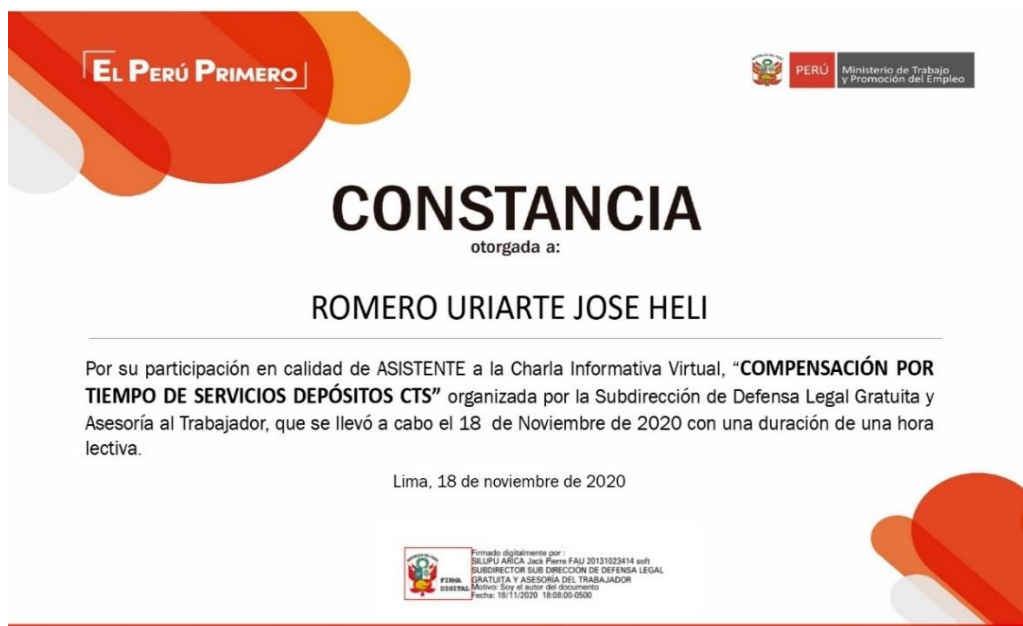 EL PERÚ PRIMERO
PERÚ
Ministerio de Trabajo
y Promoción del Empleo
CONSTANCIA
otorgada a:
ROMERO URIARTE JOSE HELI
Por su participación en calidad de ASISTENTE a la Charla Informativa Virtual, “COMPENSACIÓN POR
TIEMPO DE SERVICIOS DEPÓSITOS CTS” organizada por la Subdirección de Defensa Legal Gratuita y
Asesoría al Trabajador, que se llevó a cabo el 18 de Noviembre de 2020 con una duración de una hora
lectiva.
Lima, 18 de noviembre de 2020
FIRMA
DIGITAL
Firmado digitalmente por :
SILUPU ARICA Jack Pierre FAU 20131023414 soft
SUBDIRECTOR SUB DIRECCIÓN DE DEFENSA LEGAL
GRATUITA Y ASESORÍA DEL TRABAJADOR
Motivo: Soy el autor del documento
Fecha: 18/11/2020 18:08:00-0500